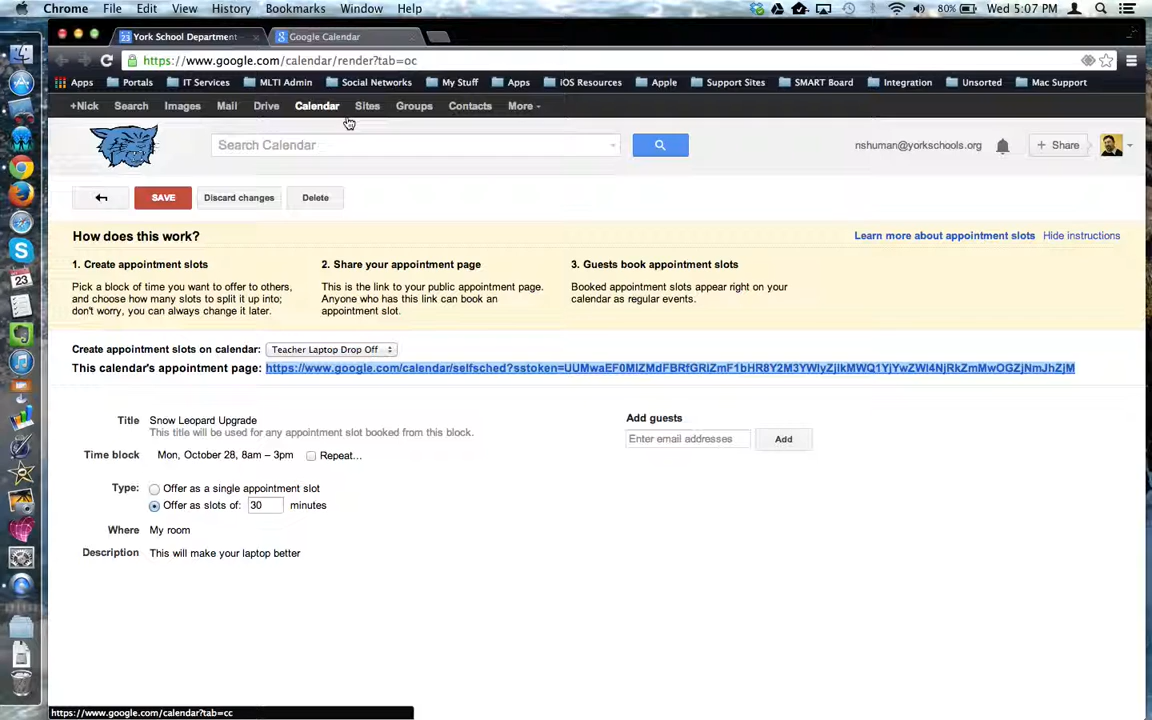 Chrome File Edit View History Bookmarks Window Help 80% Wed 5:07 PM
York School Department Google Calendar
https://www.google.com/calendar/render?tab=oc
Apps Portals IT Services MLTI Admin Social Networks My Stuff Apps iOS Resources Apple Support Sites SMART Board Integration Unsorted Mac Support
+Nick Search Images Mail Drive Calendar Sites Groups Contacts More
Search Calendar nshuman@yorkschools.org + Share
SAVE Discard changes Delete
How does this work? Learn more about appointment slots Hide instructions
1. Create appointment slots 2. Share your appointment page 3. Guests book appointment slots
Pick a block of time you want to offer to others, This is the link to your public appointment page. Booked appointment slots appear right on your
and choose how many slots to split it up into; Anyone who has this link can book an calendar as regular events.
don't worry, you can always change it later. appointment slot.
Create appointment slots on calendar: Teacher Laptop Drop Off
This calendar's appointment page: https://www.google.com/calendar/selfsched?sstoken=
Title Snow Leopard Upgrade Add guests
This title will be used for any appointment slot booked from this block.
Enter email addresses Add
Time block Mon, October 28, 8am – 3pm Repeat...
Type: Offer as a single appointment slot
Offer as slots of: 30 minutes
Where My room
Description This will make your laptop better
https://www.google.com/calendar?tab=cc